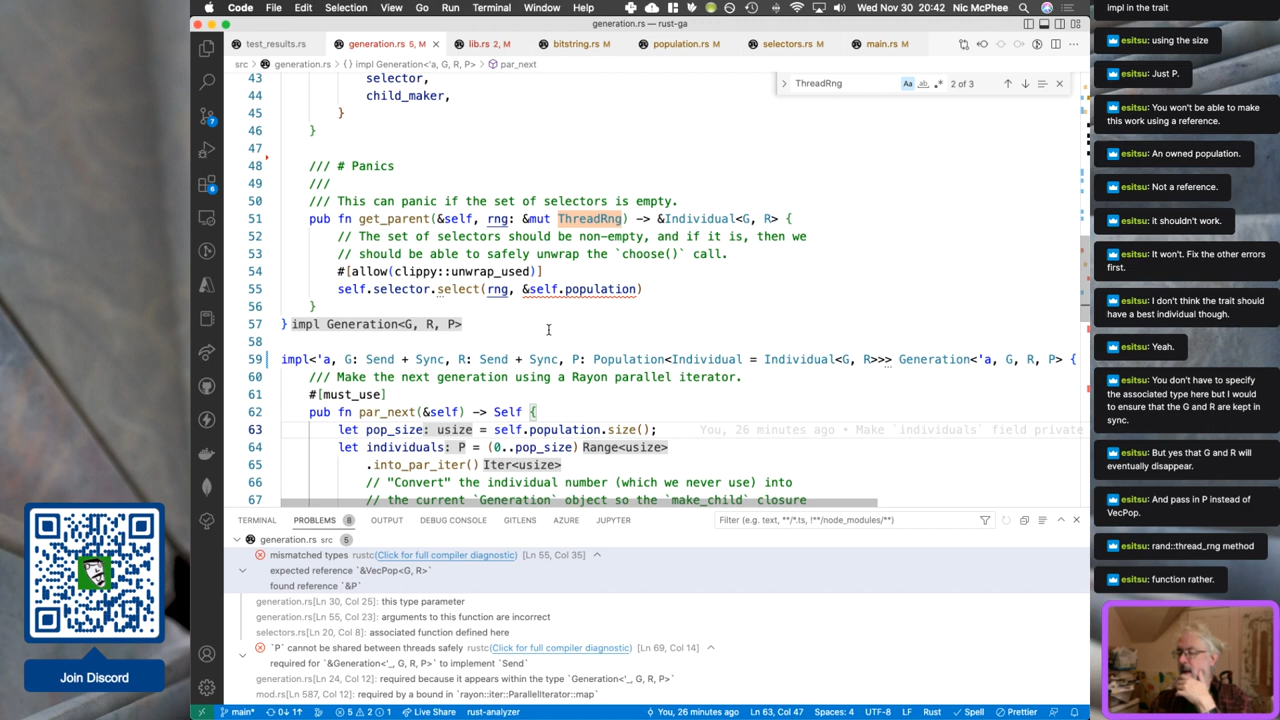 Code File Edit Selection View Go Run Terminal Window Help
Wed Nov 30 20:42 Nic McPhee
generation.rs — rust-ga
test_results.rs
generation.rs 5, M
lib.rs 2, M
bitstring.rs M
population.rs M
selectors.rs M
main.rs M
src > generation.rs > impl Generation<'a, G, R, P> > par_next
ThreadRng
Aa
ab
2 of 3
43 selector,
44 child_maker,
45 }
46 }
47
48 /// # Panics
49 ///
50 /// This can panic if the set of selectors is empty.
51 pub fn get_parent(&self, rng: &mut ThreadRng) -> &Individual<G, R> {
52 // The set of selectors should be non-empty, and if it is, then we
53 // should be able to safely unwrap the `choose()` call.
54 #[allow(clippy::unwrap_used)]
55 self.selector.select(rng, &self.population)
56 }
57 } impl Generation<G, R, P>
58
59 impl<'a, G: Send + Sync, R: Send + Sync, P: Population<Individual = Individual<G, R>>>> Generation<'a, G, R, P> {
60 /// Make the next generation using a Rayon parallel iterator.
61 #[must_use]
62 pub fn par_next(&self) -> Self {
63 let pop_size: usize = self.population.size(); You, 26 minutes ago • Make `individuals` field private
64 let individuals: P = (0..pop_size) Range<usize>
65 .into_par_iter() Iter<usize>
66 // "Convert" the individual number (which we never use) into
67 // the current `Generation` object so the `make_child` closure
TERMINAL PROBLEMS 8 OUTPUT DEBUG CONSOLE GITLENS AZURE JUPYTER
Filter (e.g. text, **/*.ts, !**/node_modules/**)
generation.rs src 5
mismatched types rustc(Click for full compiler diagnostic) [Ln 55, Col 35]
expected reference `&VecPop<G, R>`
found reference `&P`
generation.rs[Ln 30, Col 25]: this type parameter
generation.rs[Ln 55, Col 23]: arguments to this function are incorrect
selectors.rs[Ln 20, Col 8]: associated function defined here
`P` cannot be shared between threads safely rustc(Click for full compiler diagnostic) [Ln 69, Col 14]
required for `&Generation<'_, G, R, P>` to implement `Send`
generation.rs[Ln 24, Col 12]: required because it appears within the type `Generation<'_, G, R, P>`
mod.rs[Ln 587, Col 12]: required by a bound in `rayon::iter::ParallelIterator::map`
main* 0↓ 1↑ 5 2 1 Live Share rust-analyzer
You, 26 minutes ago Ln 63, Col 47 Spaces: 4 UTF-8 LF Rust Spell Prettier
7
6
Join Discord
impl in the trait
esitsu: using the size
esitsu: Just P.
esitsu: You won't be able to make
this work using a reference.
esitsu: An owned population.
esitsu: Not a reference.
esitsu: it shouldn't work.
esitsu: It won't. Fix the other errors
first.
esitsu: I don't think the trait should
have a best individual though.
esitsu: Yeah.
esitsu: You don't have to specify
the associated type here but I would
to ensure that the G and R are kept in
sync.
esitsu: But yes that G and R will
eventually disappear.
esitsu: And pass in P instead of
VecPop.
esitsu: rand::thread_rng method
esitsu: function rather.